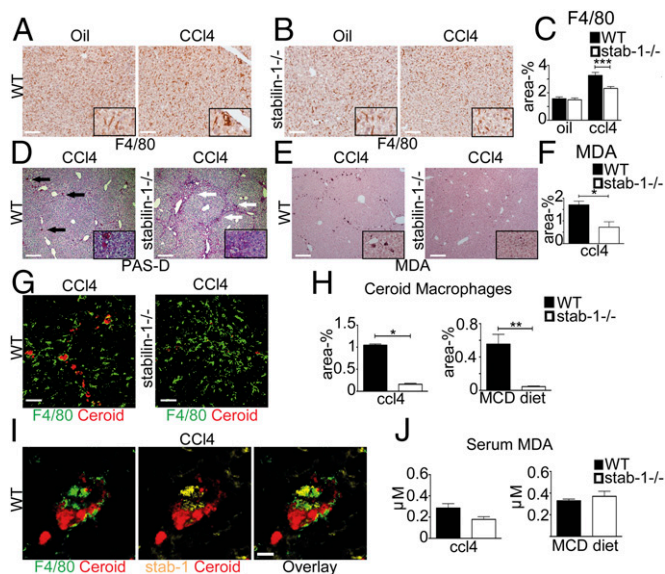 A
Oil
CCl4
WT
F4/80
B
Oil
CCl4
stabilin-1-/-
F4/80
C
F4/80
WT
stab-1-/-
***
area-%
4
2
0
oil
ccl4
D
CCl4
CCl4
WT
stabilin-1-/-
PAS-D
E
CCl4
CCl4
WT
stabilin-1-/-
MDA
F
MDA
WT
stab-1-/-
*
area-%
2
1
0
ccl4
G
CCl4
WT
stabilin-1-/-
F4/80 Ceroid
F4/80 Ceroid
H
Ceroid Macrophages
WT
stab-1-/-
area-%
1.5
1
0.5
0
*
ccl4
area-%
0.8
0.4
0
**
MCD diet
I
CCl4
WT
F4/80 Ceroid
stab-1 Ceroid
Overlay
J
Serum MDA
WT
stab-1-/-
µM
0.6
0.4
0.2
0
ccl4
µM
0.6
0.4
0.2
0
MCD diet